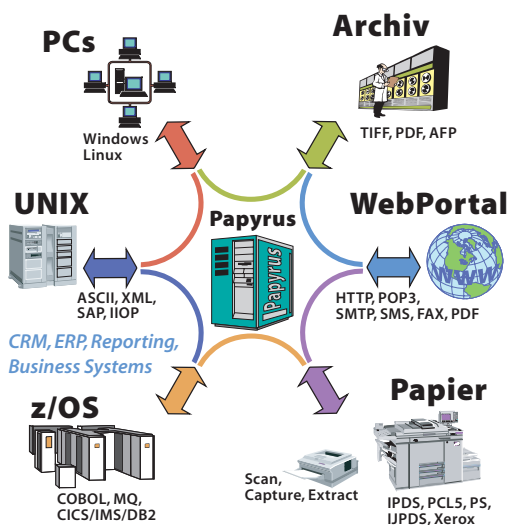 PCs
Windows
Linux
Archiv
TIFF, PDF, AFP
UNIX
ASCII, XML,
SAP, IIOP
Papyrus
Papyrus
WebPortal
WWW
HTTP, POP3,
SMTP, SMS, FAX, PDF
CRM, ERP, Reporting,
Business Systems
z/OS
COBOL, MQ,
CICS/IMS/DB2
Scan,
Capture, Extract
Papier
IPDS, PCL5, PS,
IJPDS, Xerox